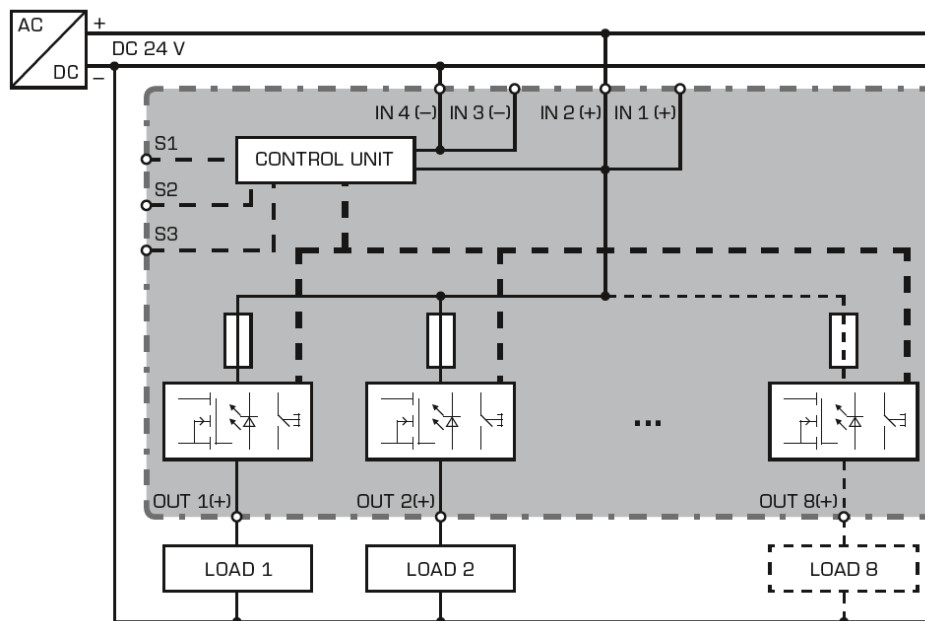 AC
+
DC 24 V
DC
–
IN 4 (–) IN 3 (–) IN 2 (+) IN 1 (+)
S1
CONTROL UNIT
S2
S3
...
OUT 1(+) OUT 2(+) OUT 8(+)
LOAD 1 LOAD 2 LOAD 8